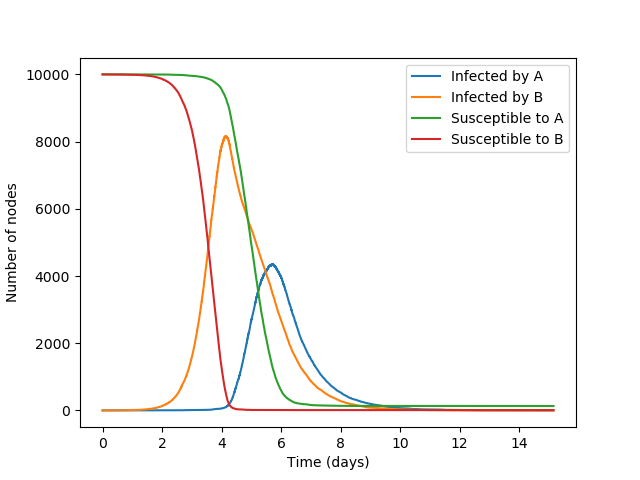 Infected by A
Infected by B
Susceptible to A
Susceptible to B
10000
8000
6000
4000
2000
0
Number of nodes
0 2 4 6 8 10 12 14
Time (days)